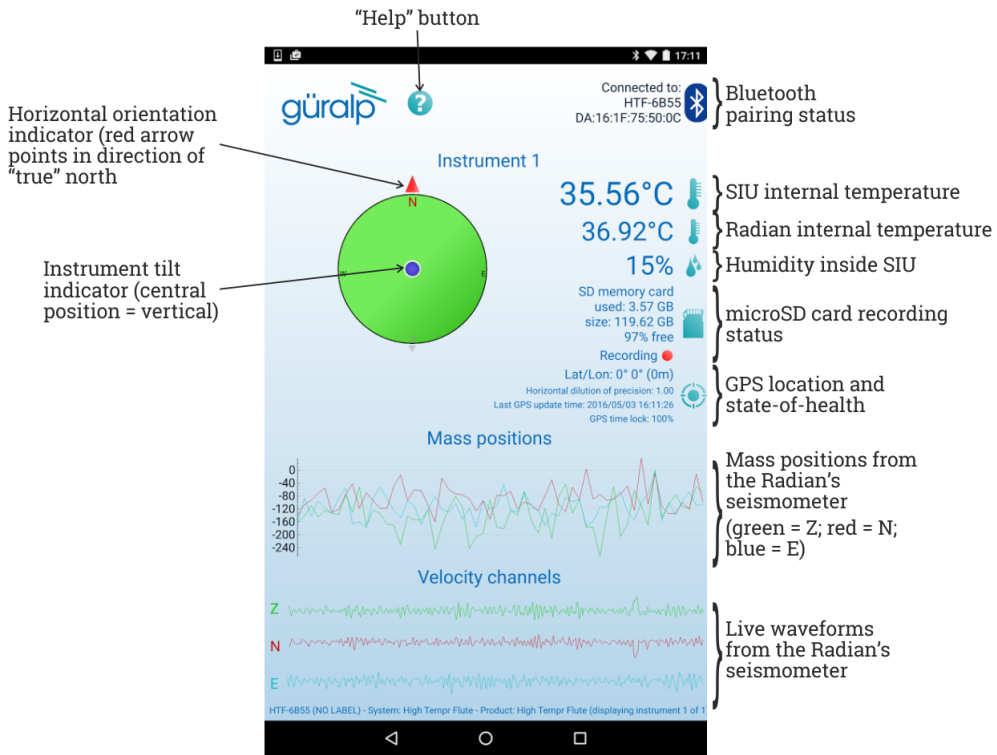 “Help” button
17:11
güralp
?
Connected to:
HTF-6B55
DA:16:1F:75:50:0C
Bluetooth
pairing status
Horizontal orientation
indicator (red arrow
points in direction of
“true” north
Instrument 1
N
W
E
Instrument tilt
indicator (central
position = vertical)
35.56°C
SIU internal temperature
36.92°C
Radian internal temperature
15%
Humidity inside SIU
SD memory card
used: 3.57 GB
size: 119.62 GB
97% free
Recording
microSD card recording
status
Lat/Lon: 0° 0° (0m)
Horizontal dilution of precision: 1.00
Last GPS update time: 2016/05/03 16:11:26
GPS time lock: 100%
GPS location and
state-of-health
Mass positions
0
-40
-80
-120
-160
-200
-240
Mass positions from
the Radian’s
seismometer
(green = Z; red = N;
blue = E)
Velocity channels
Z
N
E
Live waveforms
from the Radian’s
seismometer
HTF-6B55 (NO LABEL) - System: High Tempr Flute - Product: High Tempr Flute (displaying instrument 1 of 1